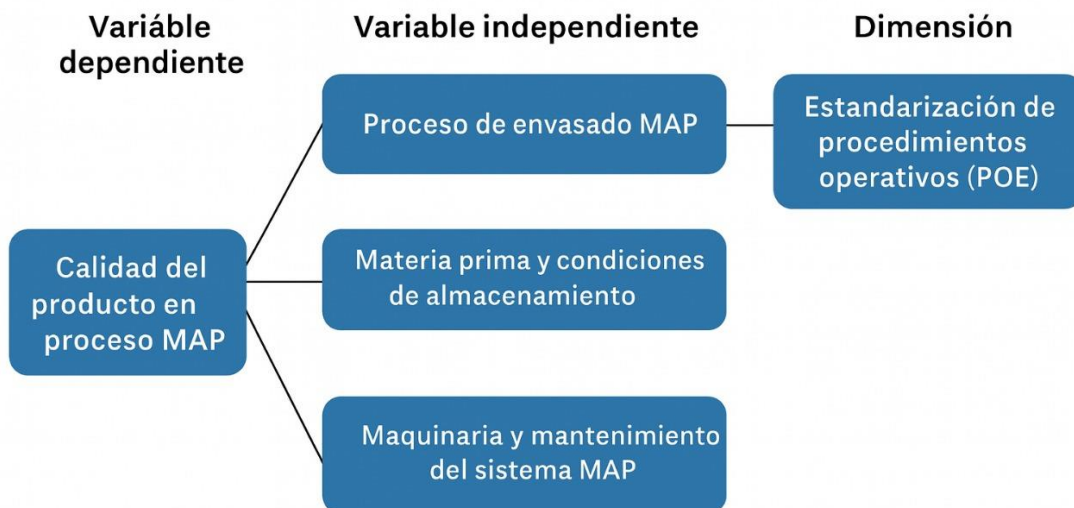 Variáble
dependiente
Variable independiente
Dimensión
Proceso de envasado MAP
Estandarización de
procedimientos
operativos (POE)
Calidad del
producto en
proceso MAP
Materia prima y condiciones
de almacenamiento
Maquinaria y mantenimiento
del sistema MAP